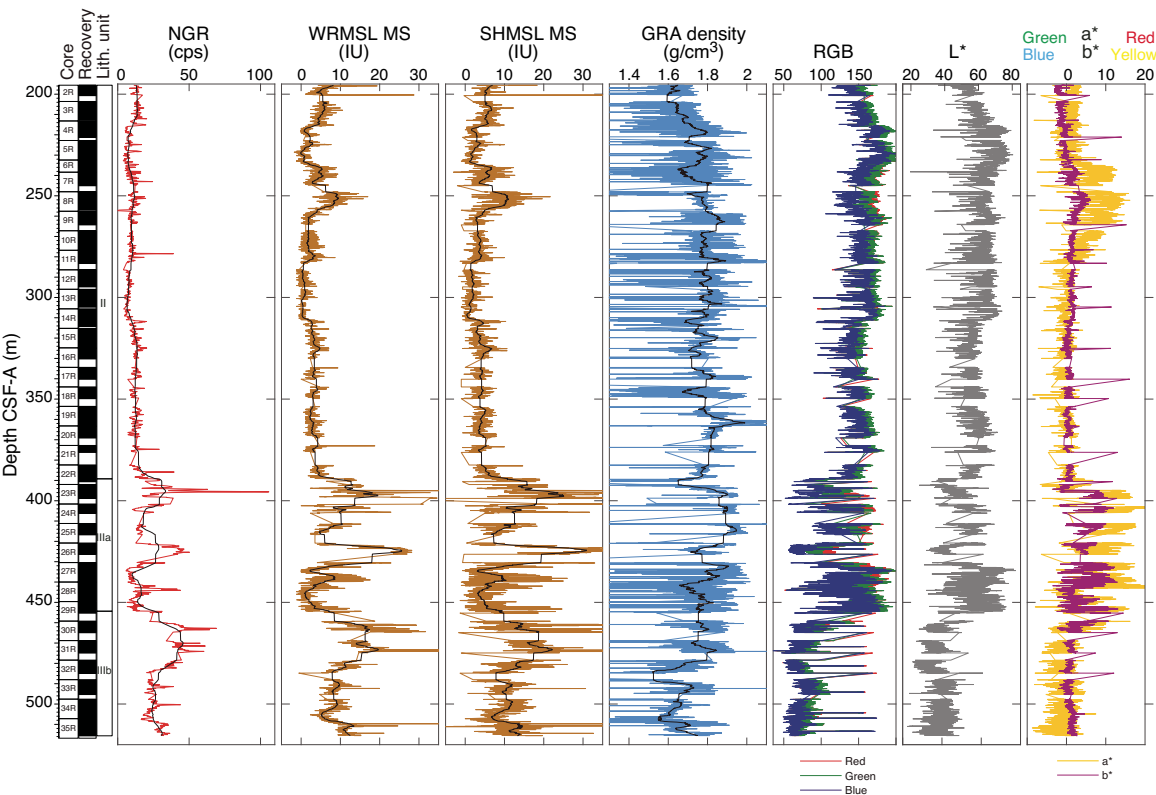 Core
Recovery
Lith. unit
NGR
(cps)
WRMSL MS
(IU)
SHMSL MS
(IU)
GRA density
(g/cm³)
RGB
L*
Green a* Red
Blue b* Yellow
0 50 100
0 10 20 30
0 10 20 30
1.4 1.6 1.8 2
50 100 150
20 40 60 80
0 10 20
Depth CSF-A (m)
200
250
300
350
400
450
500
2R
3R
4R
5R
6R
7R
8R
9R
10R
11R
12R
13R
14R
15R
16R
17R
18R
19R
20R
21R
22R
23R
24R
25R
26R
27R
28R
29R
30R
31R
32R
33R
34R
35R
II
IIIa
IIIb
Red
Green
Blue
a*
b*